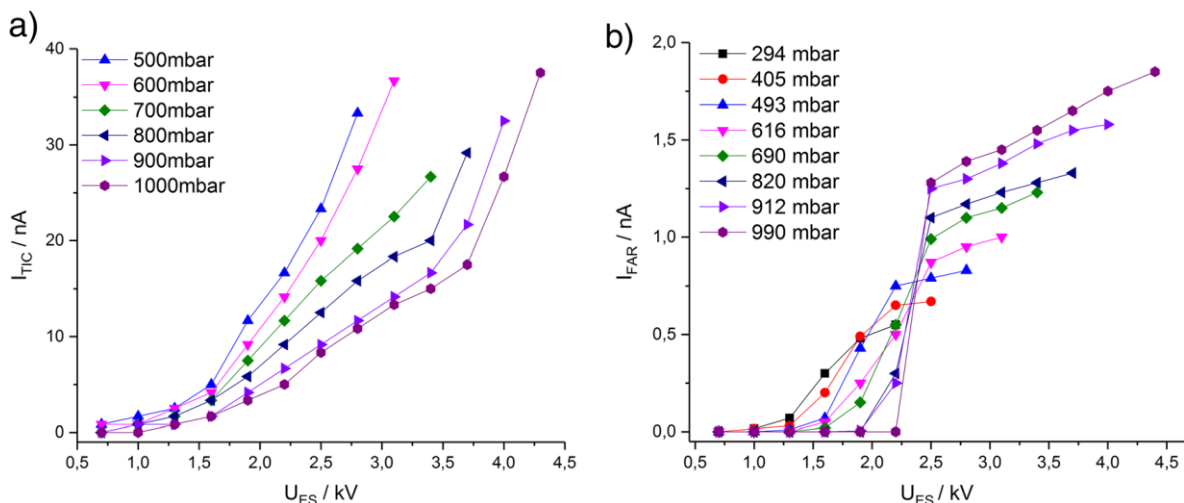 a)
500mbar
600mbar
700mbar
800mbar
900mbar
1000mbar
40
30
20
10
0
I_TIC / nA
0,5 1,0 1,5 2,0 2,5 3,0 3,5 4,0 4,5
U_ES / kV
b)
294 mbar
405 mbar
493 mbar
616 mbar
690 mbar
820 mbar
912 mbar
990 mbar
2,0
1,5
1,0
0,5
0,0
I_FAR / nA
0,5 1,0 1,5 2,0 2,5 3,0 3,5 4,0 4,5
U_ES / kV